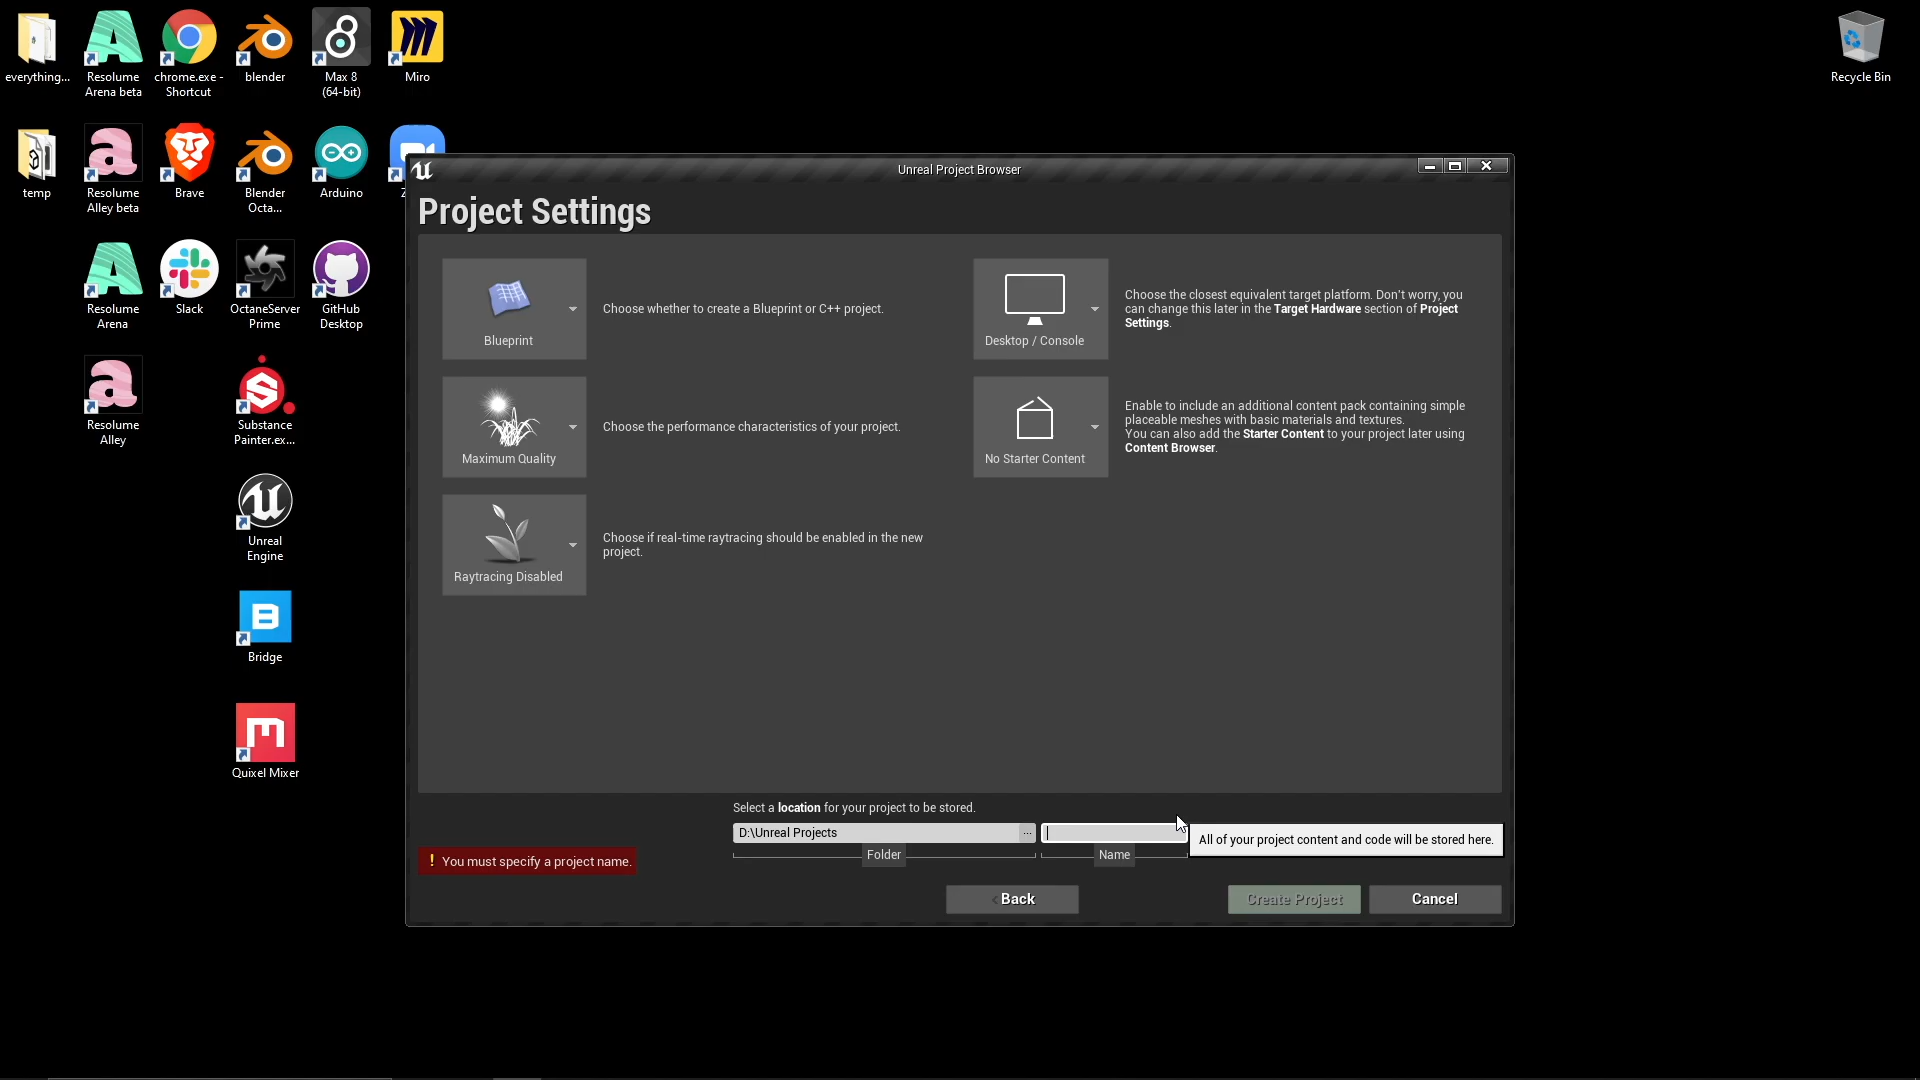 everything...
Resolume
Arena beta
chrome.exe -
Shortcut
blender
Max 8
(64-bit)
Miro
Recycle Bin
temp
Resolume
Alley beta
Brave
Blender
Octa...
Arduino
Z
Resolume
Arena
Slack
OctaneServer
Prime
GitHub
Desktop
Resolume
Alley
Substance
Painter.ex...
Unreal
Engine
Bridge
Quixel Mixer
Unreal Project Browser
Project Settings
Blueprint
Choose whether to create a Blueprint or C++ project.
Desktop / Console
Choose the closest equivalent target platform. Don't worry, you
can change this later in the Target Hardware section of Project
Settings.
Maximum Quality
Choose the performance characteristics of your project.
No Starter Content
Enable to include an additional content pack containing simple
placeable meshes with basic materials and textures.
You can also add the Starter Content to your project later using
Content Browser.
Raytracing Disabled
Choose if real-time raytracing should be enabled in the new
project.
Select a location for your project to be stored.
D:\Unreal Projects
...
All of your project content and code will be stored here.
Folder
Name
! You must specify a project name.
Back
Create Project
Cancel